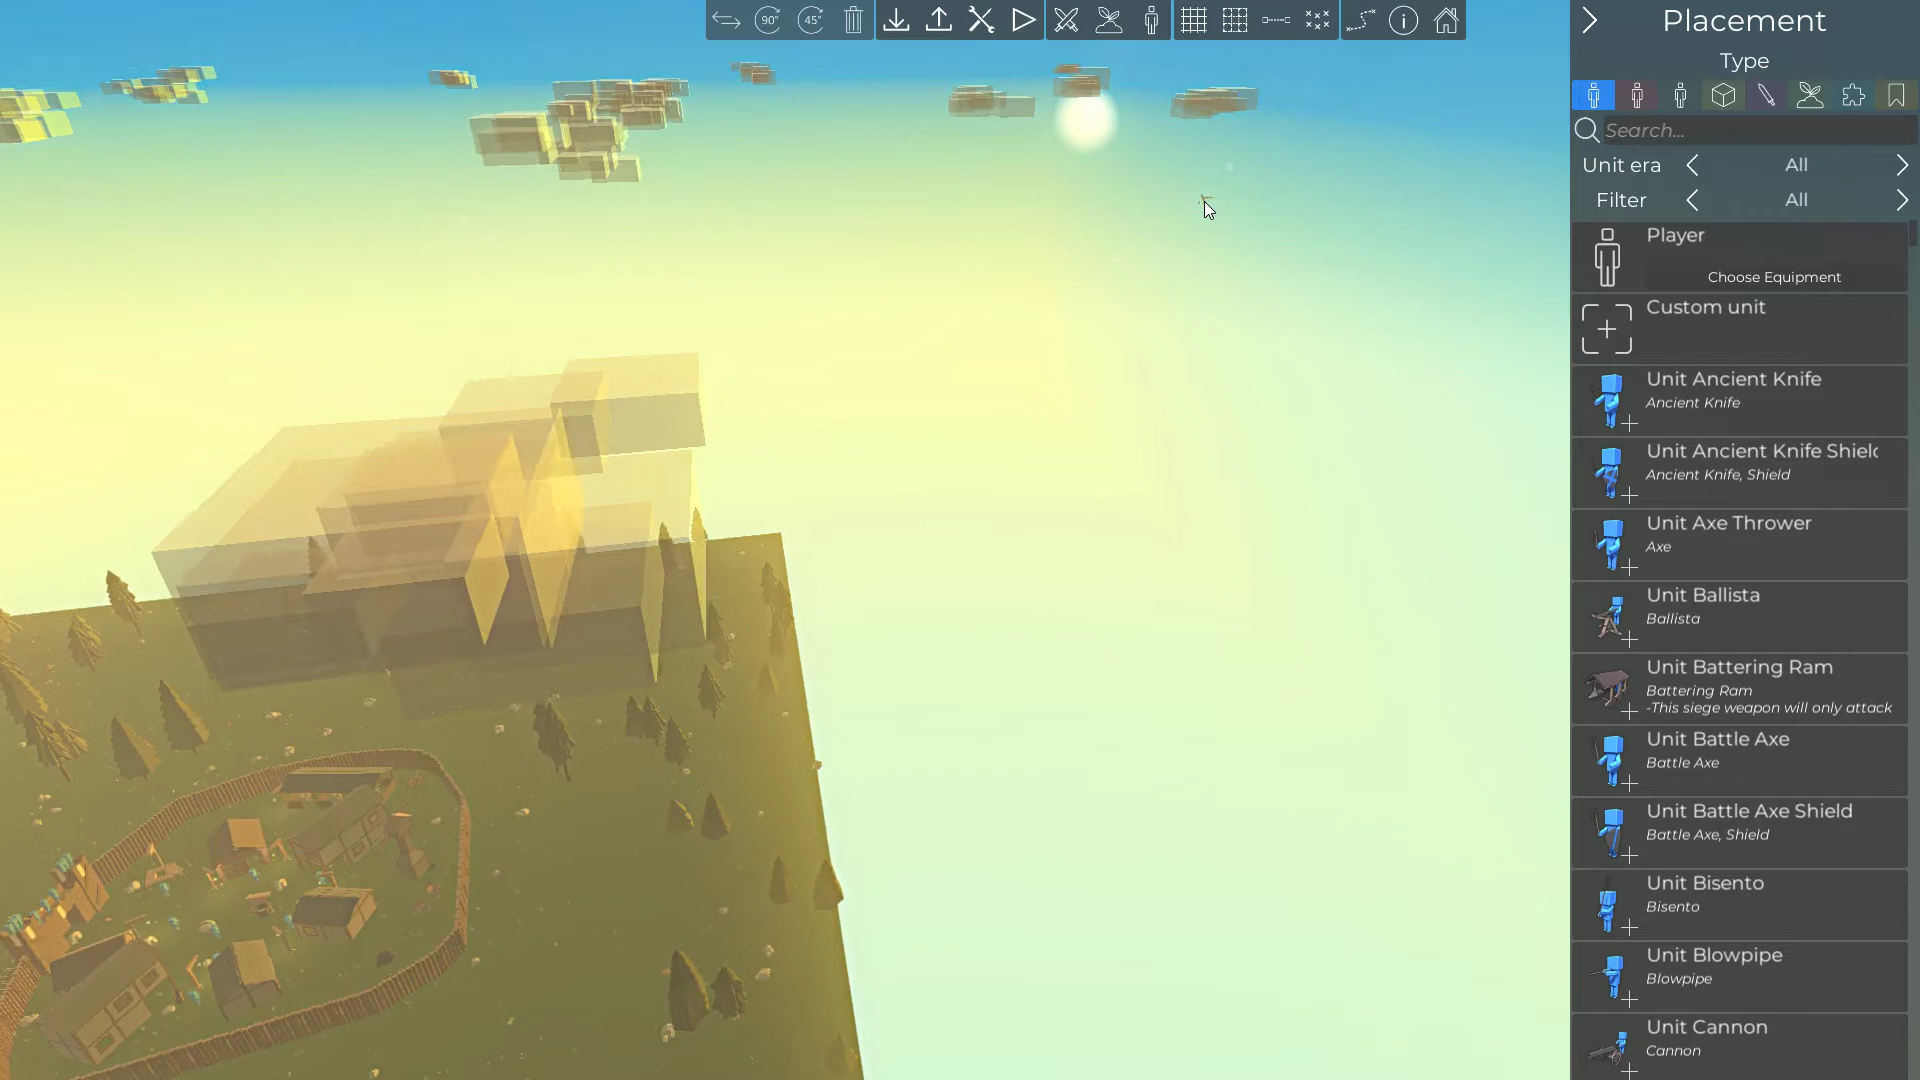 90°
45°
Placement
Type
Search...
Unit era
All
Filter
All
Player
Choose Equipment
Custom unit
Unit Ancient Knife
Ancient Knife
Unit Ancient Knife Shield
Ancient Knife, Shield
Unit Axe Thrower
Axe
Unit Ballista
Ballista
Unit Battering Ram
Battering Ram
-This siege weapon will only attack
Unit Battle Axe
Battle Axe
Unit Battle Axe Shield
Battle Axe, Shield
Unit Bisento
Bisento
Unit Blowpipe
Blowpipe
Unit Cannon
Cannon